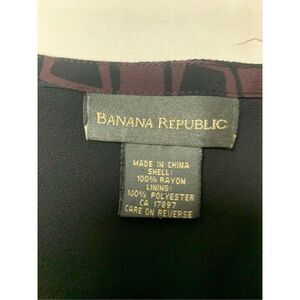 BANANA REPUBLIC
MADE IN CHINA
SHELL:
100% RAYON
LINING:
100% POLYESTER
CA 17897
CARE ON REVERSE